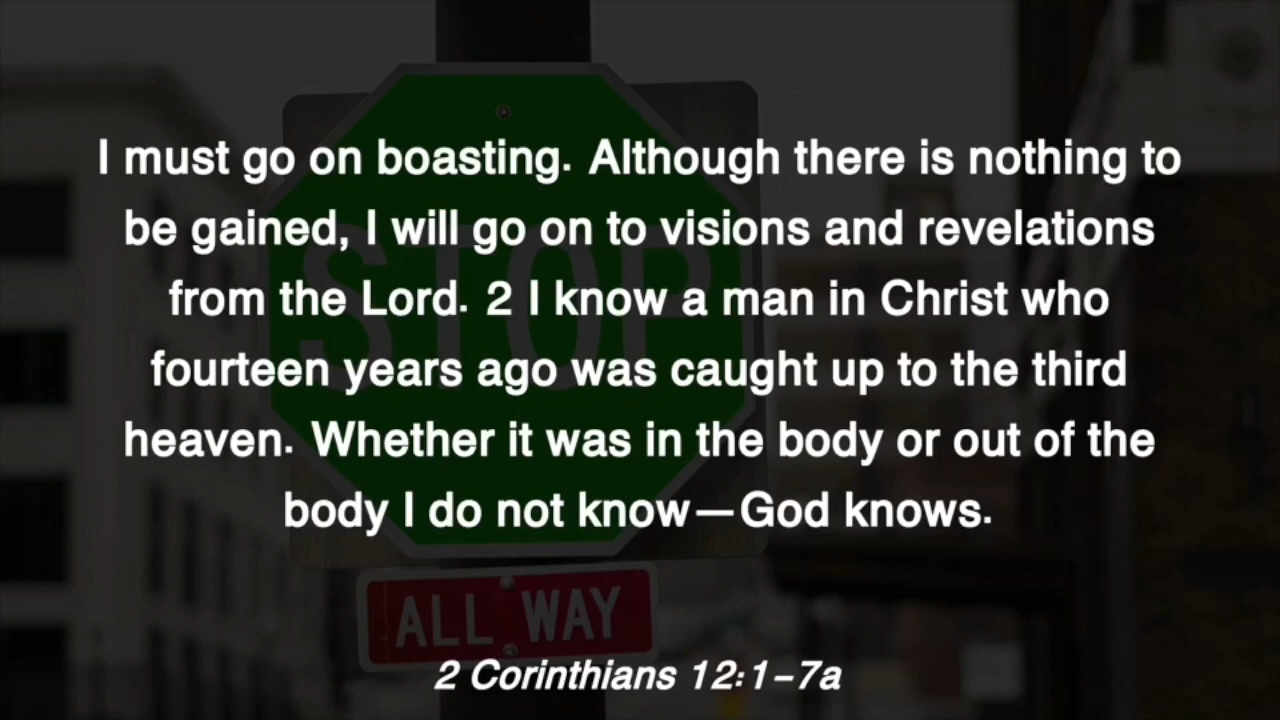 I must go on boasting. Although there is nothing to
be gained, I will go on to visions and revelations
from the Lord. 2 I know a man in Christ who
fourteen years ago was caught up to the third
heaven. Whether it was in the body or out of the
body I do not know—God knows.
STOP
ALL WAY
2 Corinthians 12:1–7a